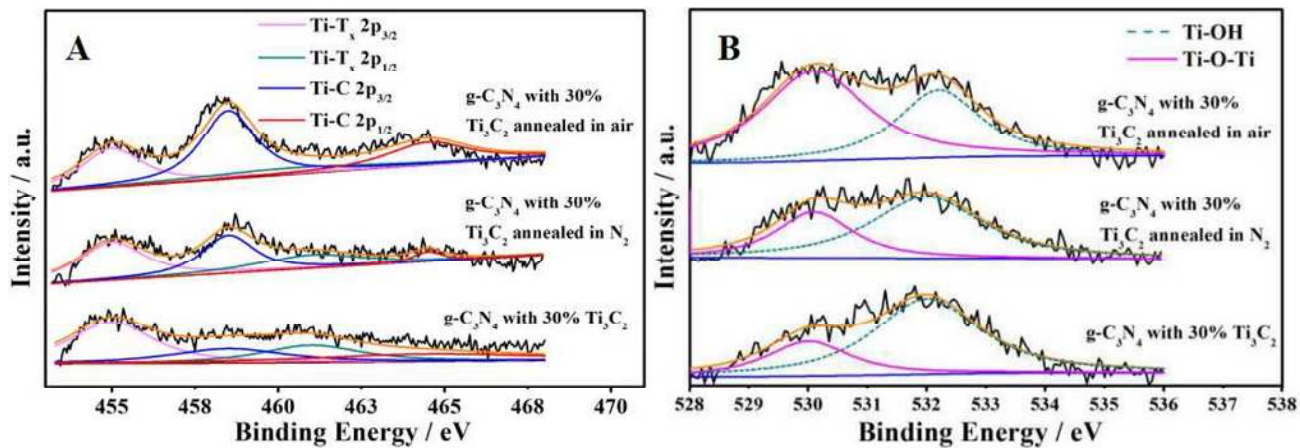 A
Ti-Tₓ 2p₃/₂
Ti-Tₓ 2p₁/₂
Ti-C 2p₃/₂
Ti-C 2p₁/₂
g-C₃N₄ with 30%
Ti₃C₂ annealed in air
g-C₃N₄ with 30%
Ti₃C₂ annealed in N₂
g-C₃N₄ with 30% Ti₃C₂
Intensity / a.u.
455 458 460 463 465 468 470
Binding Energy / eV
B
Ti-OH
Ti-O-Ti
g-C₃N₄ with 30%
Ti₃C₂ annealed in air
g-C₃N₄ with 30%
Ti₃C₂ annealed in N₂
g-C₃N₄ with 30% Ti₃C₂
Intensity / a.u.
528 529 530 531 532 533 534 535 536 537 538
Binding Energy / eV